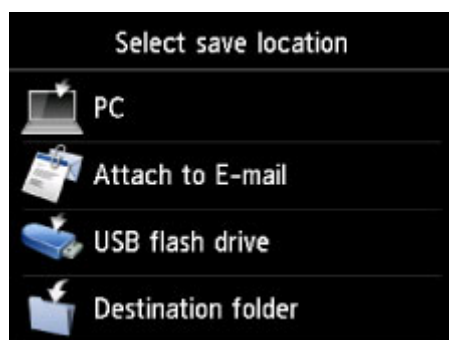 Select save location
PC
Attach to E-mail
USB flash drive
Destination folder